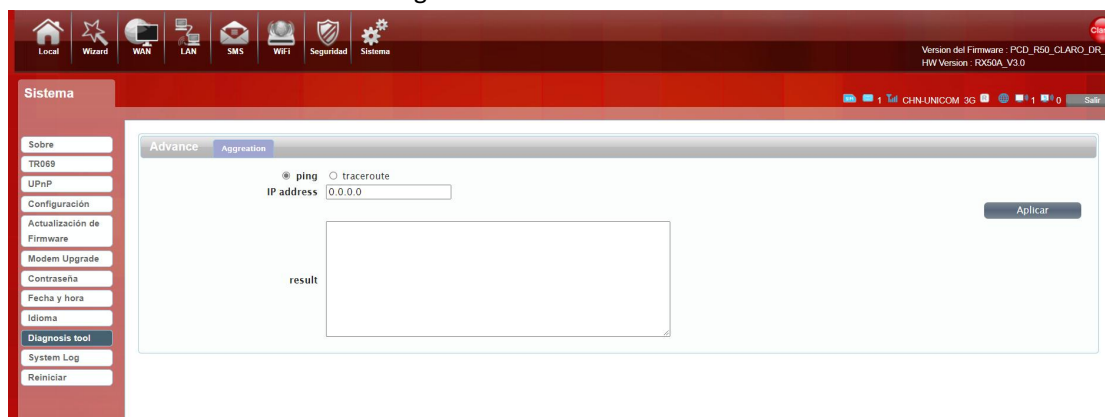 Local Wizard WAN LAN SMS WiFi Seguridad Sistema
Version del Firmware : PCD_R50_CLARO_DR_
HW Version : RX50A_V3.0
Sistema
1 CHN-UNICOM 3G 1 0 Salir
Sobre
TR069
UPnP
Configuración
Actualización de
Firmware
Modem Upgrade
Contraseña
Fecha y hora
Idioma
Diagnosis tool
System Log
Reiniciar
Advance Aggreation
ping traceroute
IP address 0.0.0.0
Aplicar
result